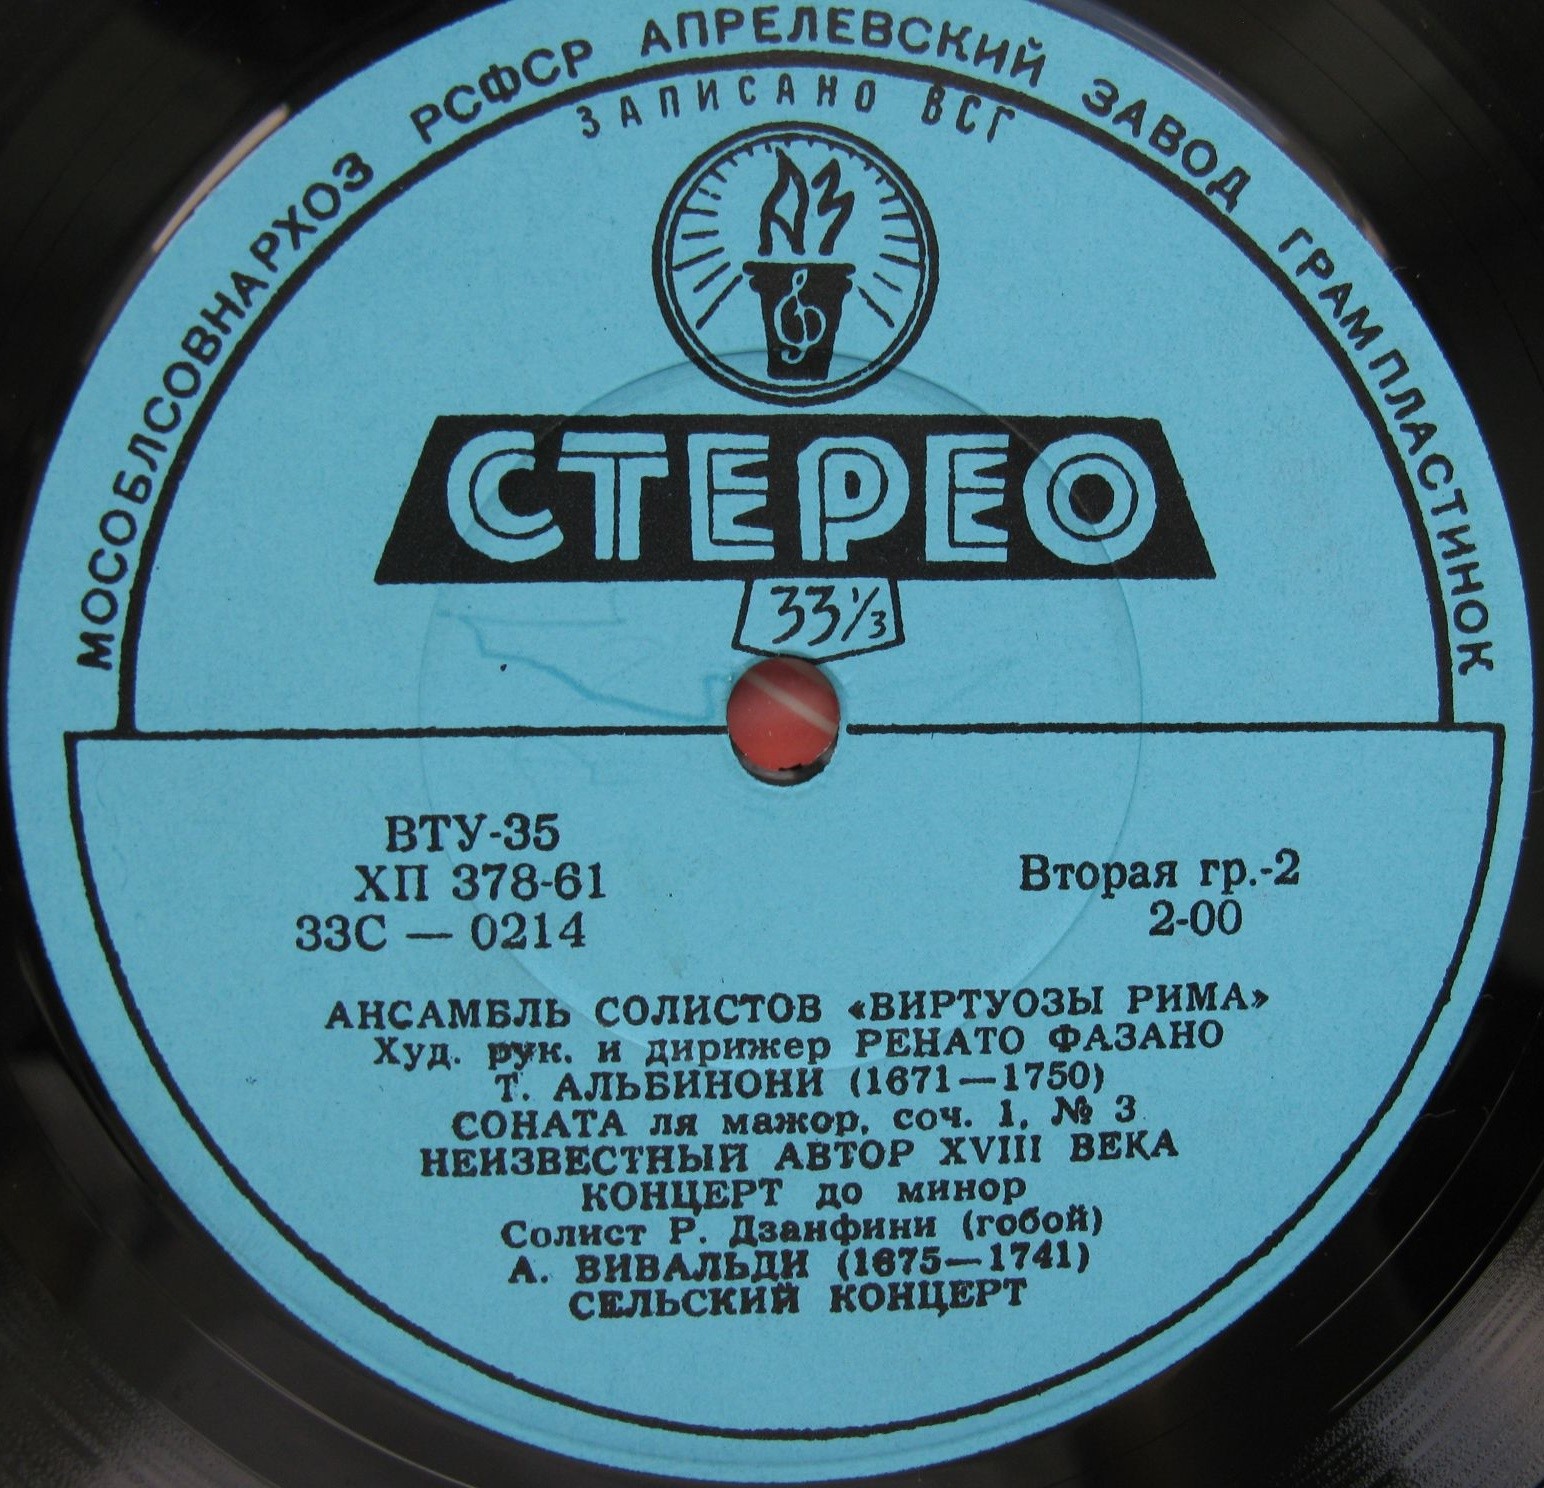 МОСОБЛСОВНАРХОЗ РСФСР АПРЕЛЕВСКИЙ ЗАВОД ГРАМПЛАСТИНОК
ЗАПИСАНО ВСГ
АЗ
СТЕРЕО
33⅓
ВТУ-35
ХП 378-61
33С — 0214
Вторая гр.-2
2-00
АНСАМБЛЬ СОЛИСТОВ «ВИРТУОЗЫ РИМА»
Худ. рук. и дирижер РЕНАТО ФАЗАНО
Т. АЛЬБИНОНИ (1671—1750)
СОНАТА ля мажор, соч. 1, № 3
НЕИЗВЕСТНЫЙ АВТОР XVIII ВЕКА
КОНЦЕРТ до минор
Солист Р. Дзанфини (гобой)
А. ВИВАЛЬДИ (1675—1741)
СЕЛЬСКИЙ КОНЦЕРТ